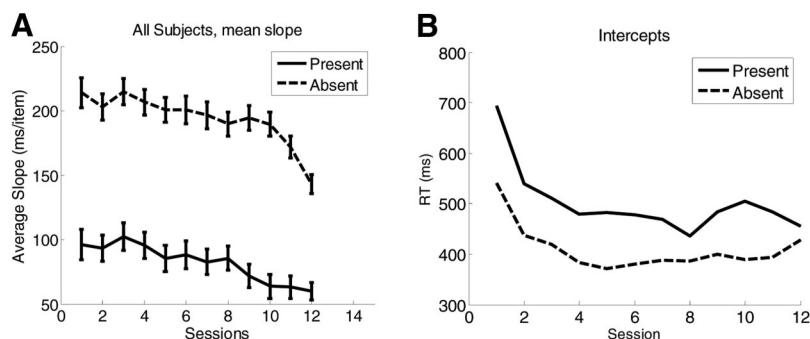 A
All Subjects, mean slope
250
200
150
100
50
Average Slope (ms/item)
Present
Absent
0 2 4 6 8 10 12 14
Sessions
B
Intercepts
800
700
600
500
400
300
RT (ms)
Present
Absent
0 2 4 6 8 10 12
Session